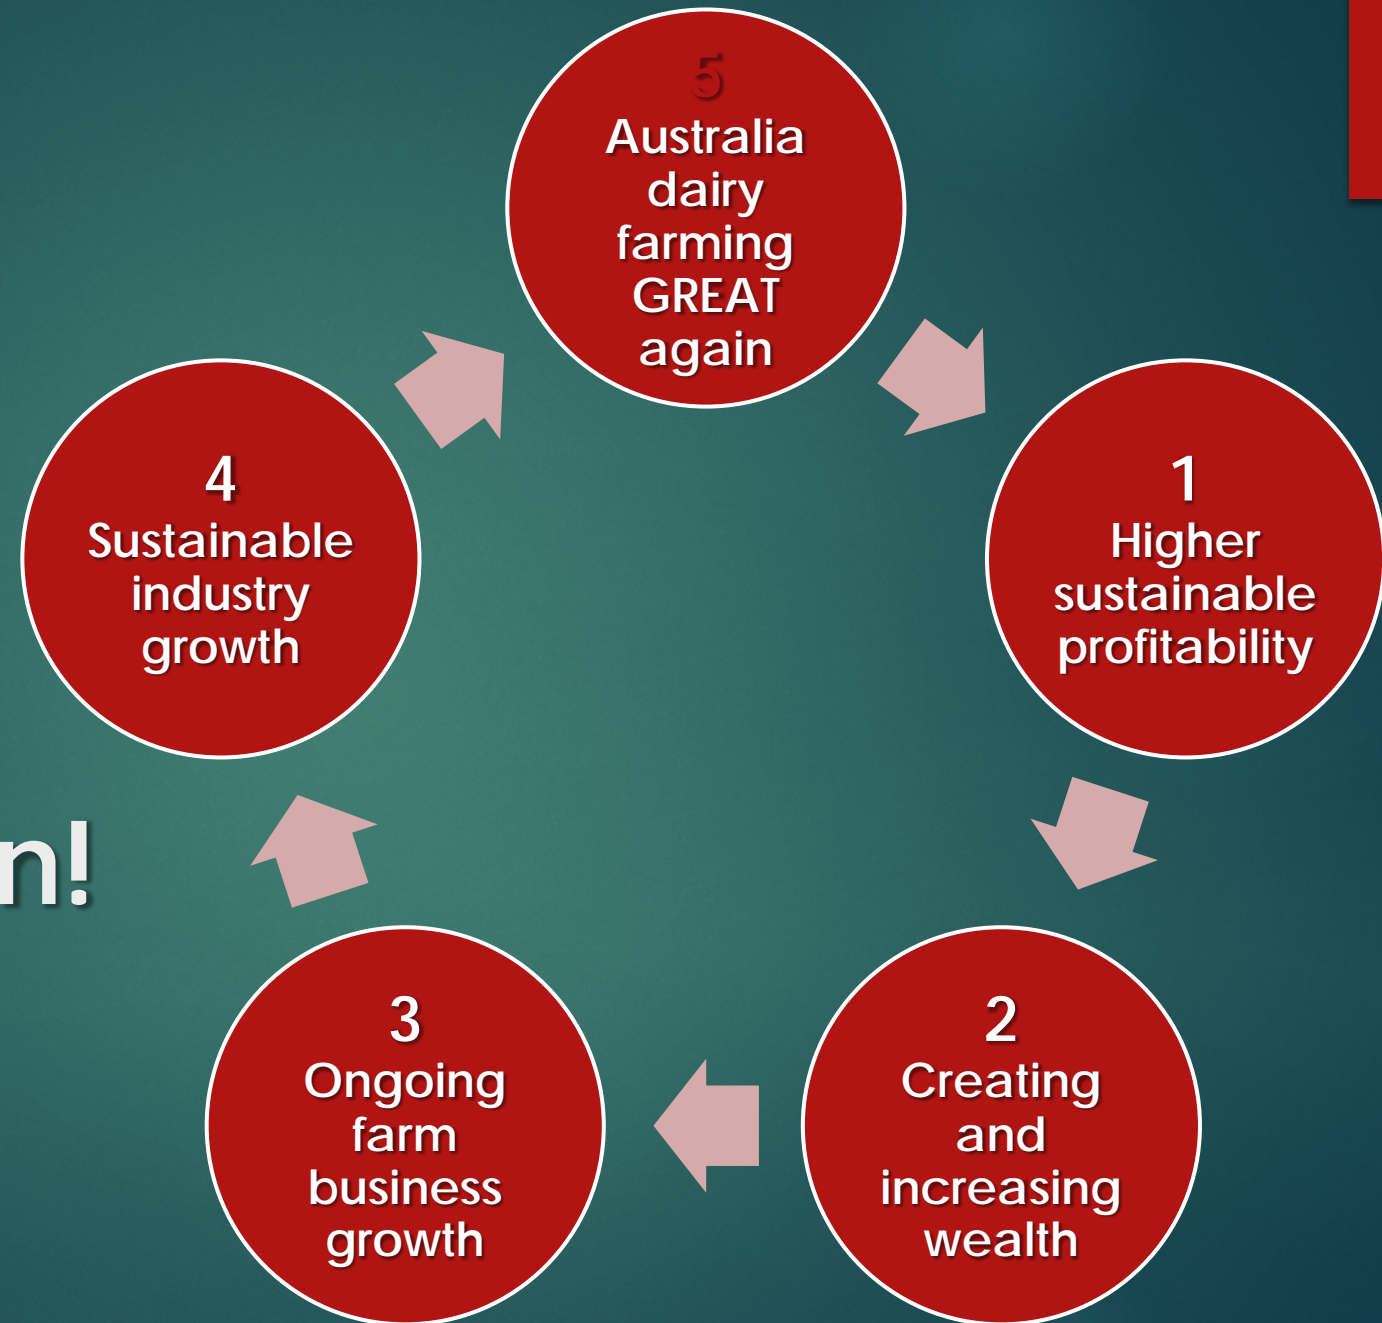 5
Australia
dairy
farming
GREAT
again
1
Higher
sustainable
profitability
2
Creating
and
increasing
wealth
3
Ongoing
farm
business
growth
4
Sustainable
industry
growth
n!